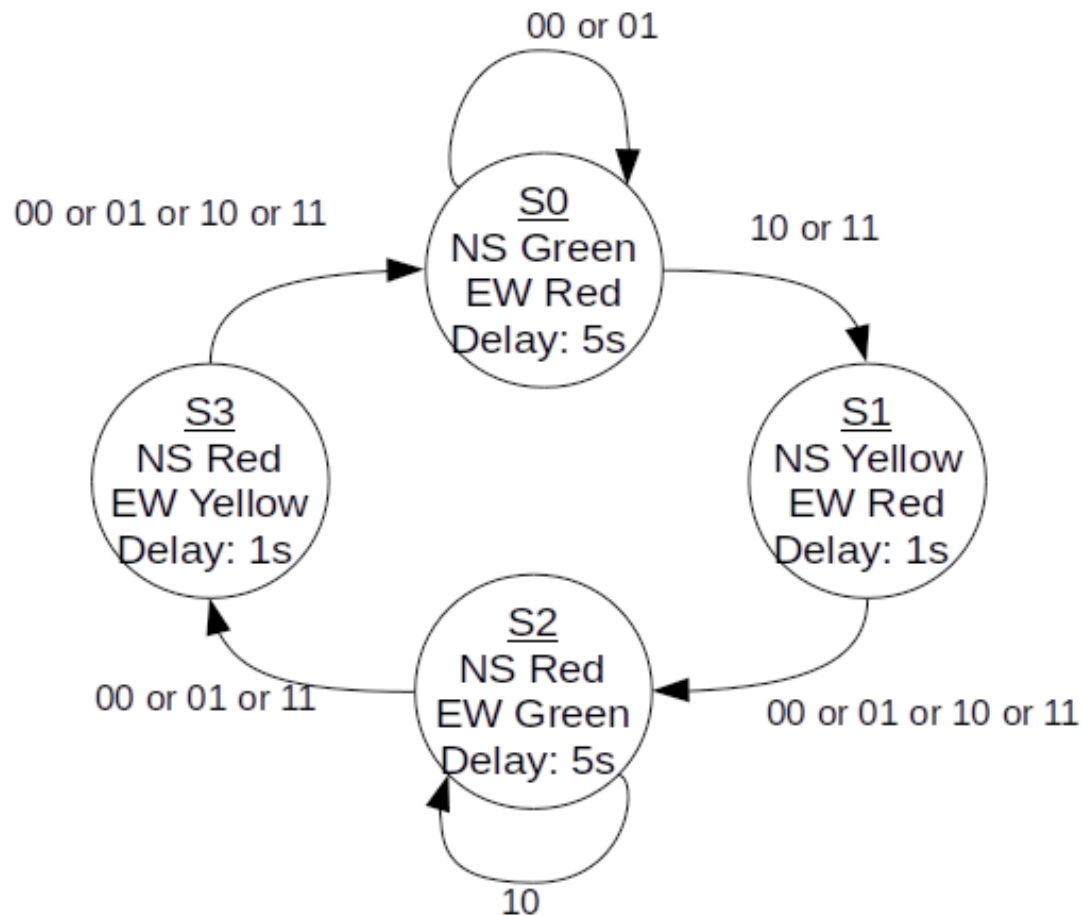 00 or 01
S0
NS Green
EW Red
Delay: 5s
00 or 01 or 10 or 11
10 or 11
S3
NS Red
EW Yellow
Delay: 1s
S1
NS Yellow
EW Red
Delay: 1s
S2
NS Red
EW Green
Delay: 5s
00 or 01 or 11
00 or 01 or 10 or 11
10